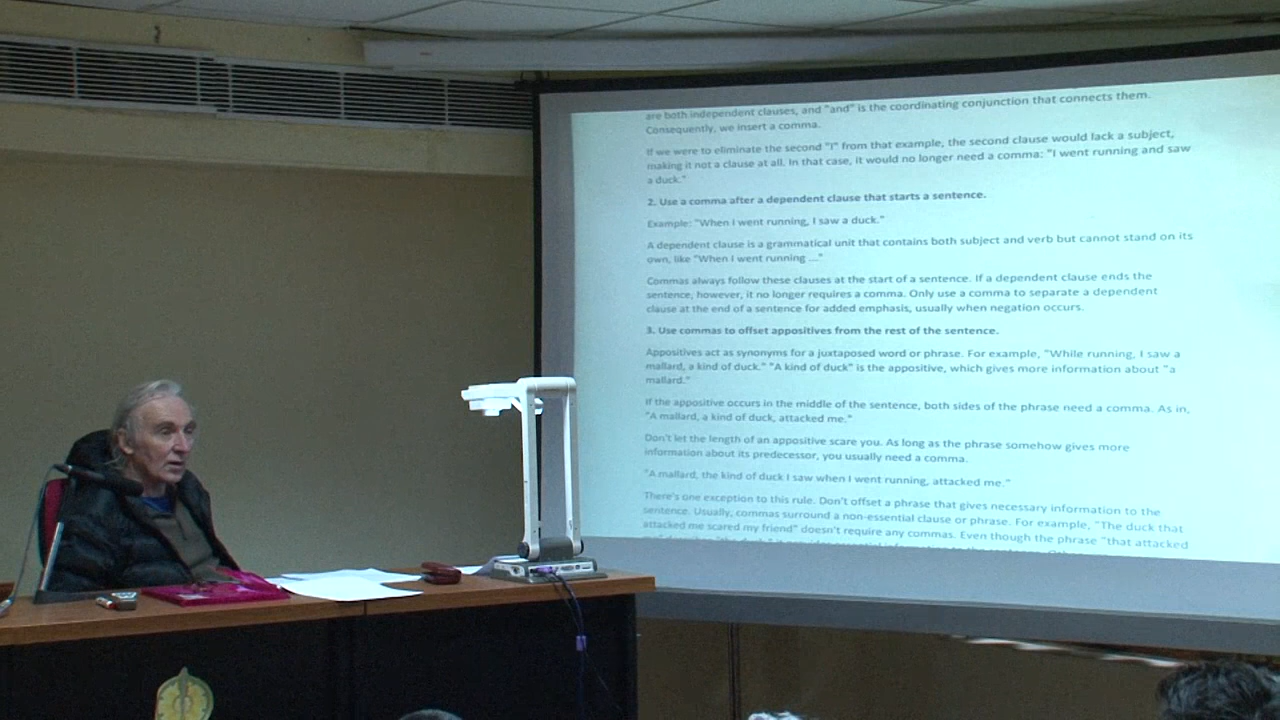 are both independent clauses, and "and" is the coordinating conjunction that connects them.
Consequently, we insert a comma.
If we were to eliminate the second "I" from that example, the second clause would lack a subject,
making it not a clause at all. In that case, it would no longer need a comma: "I went running and saw
a duck."
2. Use a comma after a dependent clause that starts a sentence.
Example: "When I went running, I saw a duck."
A dependent clause is a grammatical unit that contains both subject and verb but cannot stand on its
own, like "When I went running ..."
Commas always follow these clauses at the start of a sentence. If a dependent clause ends the
sentence, however, it no longer requires a comma. Only use a comma to separate a dependent
clause at the end of a sentence for added emphasis, usually when negation occurs.
3. Use commas to offset appositives from the rest of the sentence.
Appositives act as synonyms for a juxtaposed word or phrase. For example, "While running, I saw a
mallard, a kind of duck." "A kind of duck" is the appositive, which gives more information about "a
mallard."
If the appositive occurs in the middle of the sentence, both sides of the phrase need a comma. As in,
"A mallard, a kind of duck, attacked me."
Don't let the length of an appositive scare you. As long as the phrase somehow gives more
information about its predecessor, you usually need a comma.
"A mallard, the kind of duck I saw when I went running, attacked me."
There's one exception to this rule. Don't offset a phrase that gives necessary information to the
sentence. Usually, commas surround a non-essential clause or phrase. For example, "The duck that
attacked me scared my friend" doesn't require any commas. Even though the phrase "that attacked